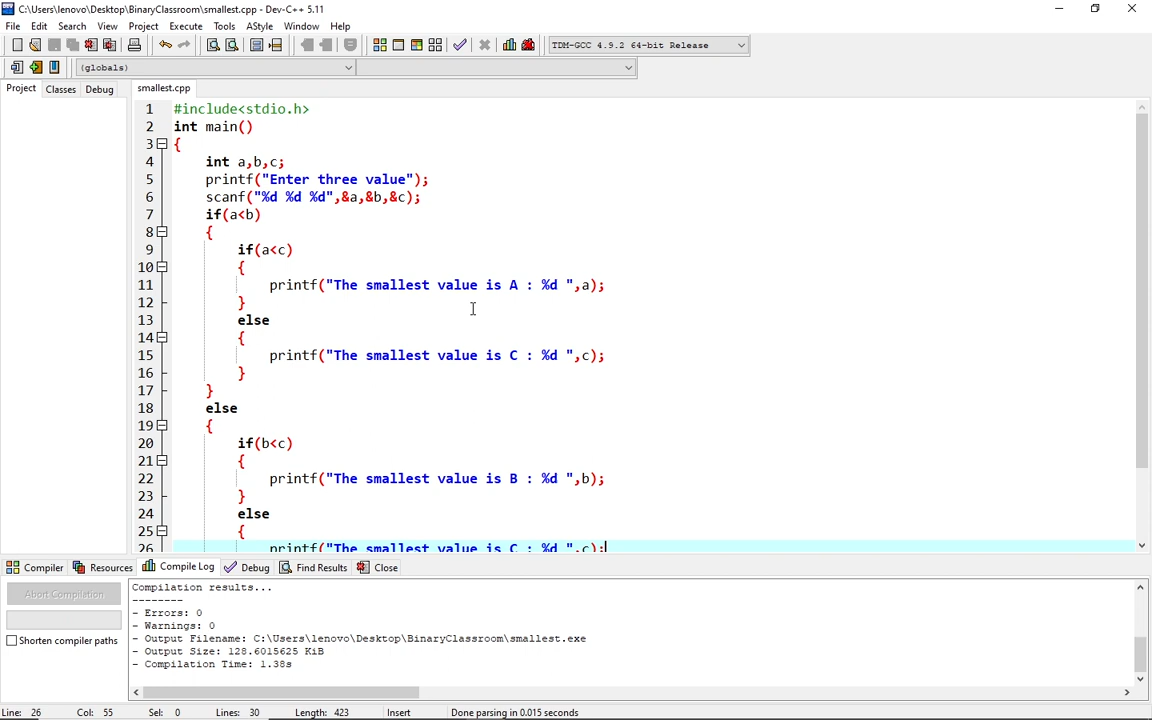 C:\Users\lenovo\Desktop\BinaryClassroom\smallest.cpp - Dev-C++ 5.11
File Edit Search View Project Execute Tools AStyle Window Help
TDM-GCC 4.9.2 64-bit Release
(globals)
Project Classes Debug smallest.cpp
1 #include<stdio.h>
2 int main()
3 {
4 int a,b,c;
5 printf("Enter three value");
6 scanf("%d %d %d",&a,&b,&c);
7 if(a<b)
8 {
9 if(a<c)
10 {
11 printf("The smallest value is A : %d ",a);
12 }
13 else
14 {
15 printf("The smallest value is C : %d ",c);
16 }
17 }
18 else
19 {
20 if(b<c)
21 {
22 printf("The smallest value is B : %d ",b);
23 }
24 else
25 {
26 printf("The smallest value is C : %d ",c);
Compiler Resources Compile Log Debug Find Results Close
Abort Compilation
Shorten compiler paths
Compilation results...
--------
- Errors: 0
- Warnings: 0
- Output Filename: C:\Users\lenovo\Desktop\BinaryClassroom\smallest.exe
- Output Size: 128.6015625 KiB
- Compilation Time: 1.38s
Line: 26 Col: 55 Sel: 0 Lines: 30 Length: 423 Insert Done parsing in 0.015 seconds